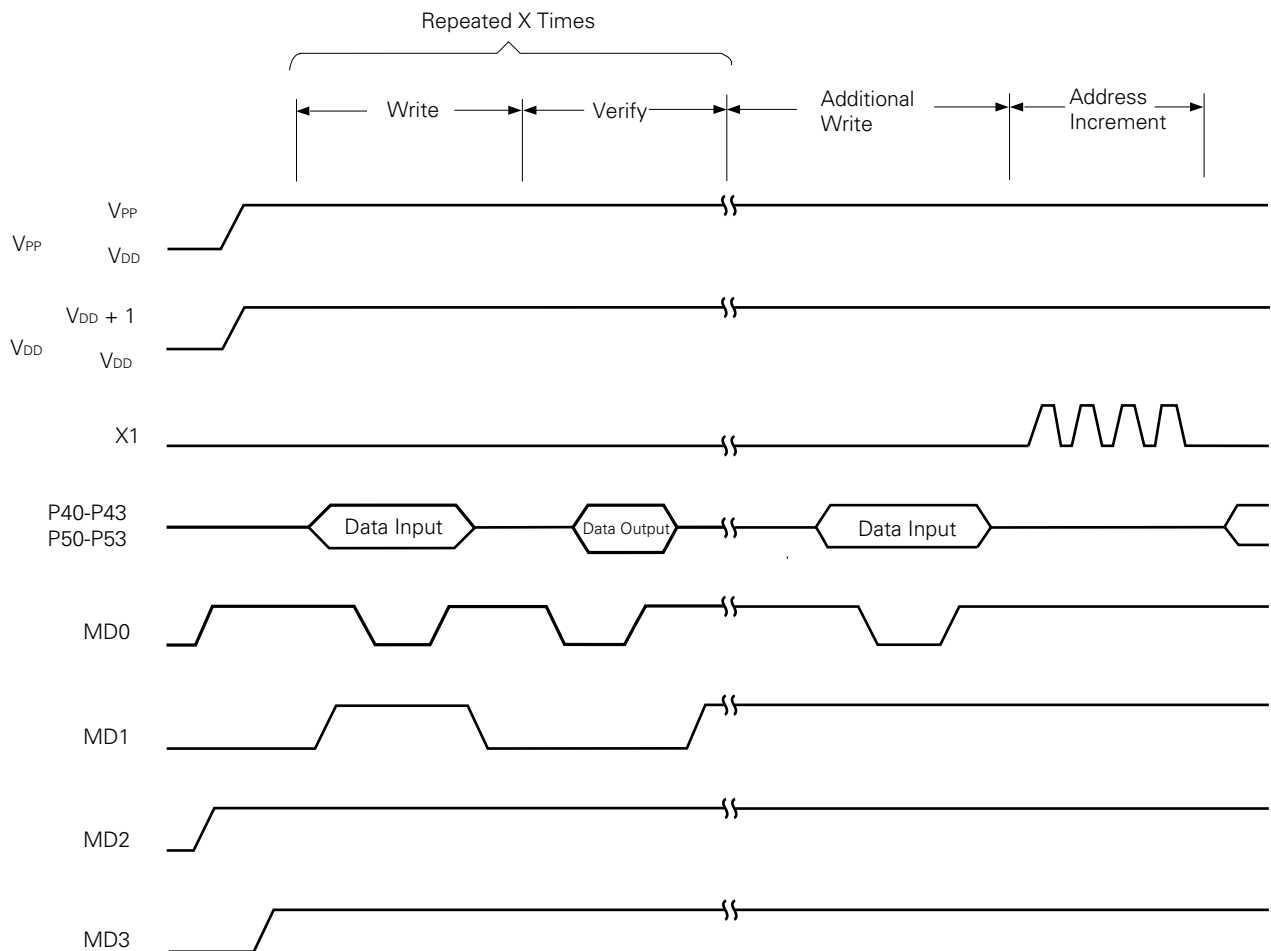 Repeated X Times
Write
Verify
Additional
Write
Address
Increment
VPP
VPP
VDD
VDD + 1
VDD
VDD
X1
P40-P43
P50-P53
Data Input
Data Output
Data Input
MD0
MD1
MD2
MD3